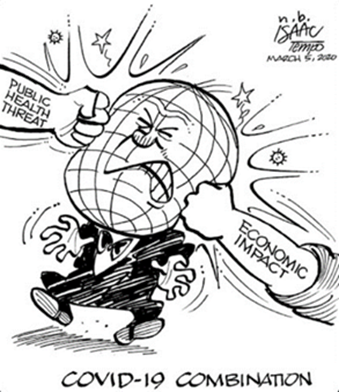 n.b.
ISAAC
Tempo
MARCH 5, 2020
PUBLIC
HEALTH
THREAT
ECONOMIC
IMPACT
COVID-19 COMBINATION